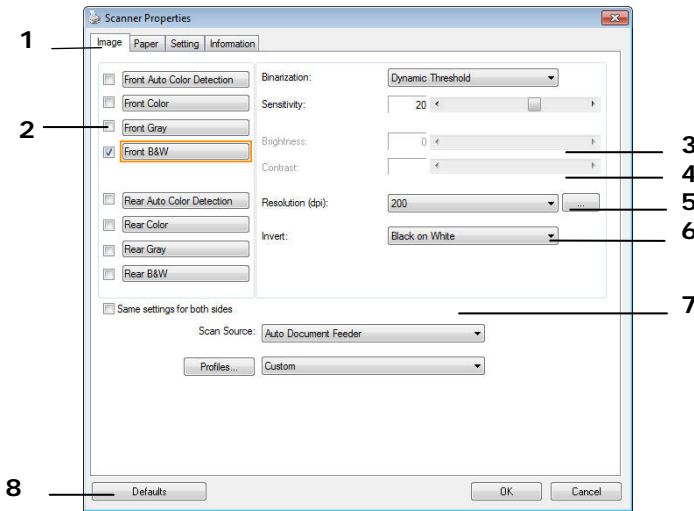 Scanner Properties
1
Image Paper Setting Information
Front Auto Color Detection
Front Color
2
Front Gray
Front B&W
Rear Auto Color Detection
Rear Color
Rear Gray
Rear B&W
Binarization: Dynamic Threshold
Sensitivity: 20
Brightness: 0
3
Contrast:
4
Resolution (dpi): 200 ...
5
Invert: Black on White
6
Same settings for both sides
7
Scan Source: Auto Document Feeder
Profiles... Custom
8
Defaults OK Cancel